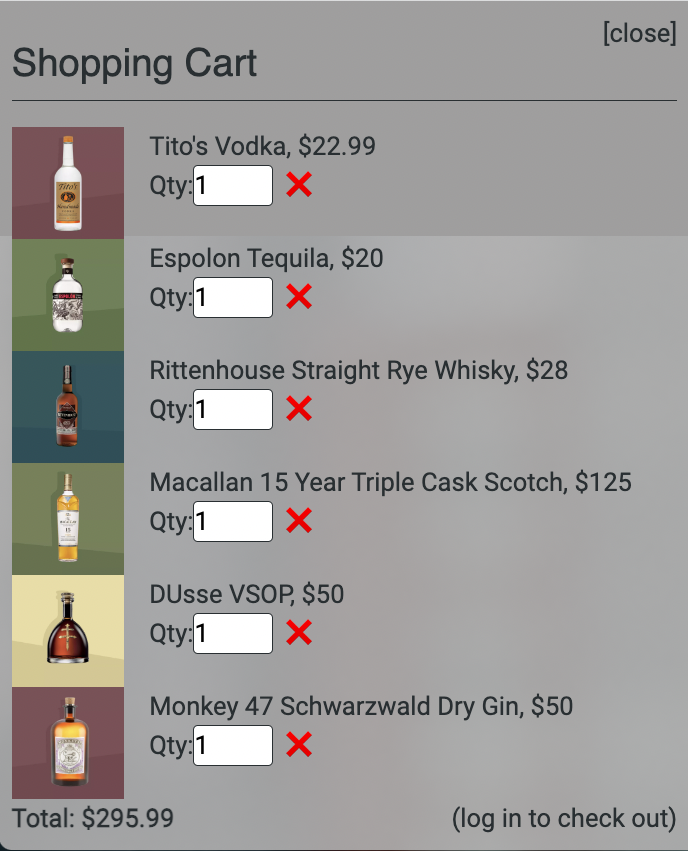 [close]
Shopping Cart
Tito's Vodka, $22.99
Qty:1
Espolon Tequila, $20
Qty:1
Rittenhouse Straight Rye Whisky, $28
Qty:1
Macallan 15 Year Triple Cask Scotch, $125
Qty:1
DUsse VSOP, $50
Qty:1
Monkey 47 Schwarzwald Dry Gin, $50
Qty:1
Total: $295.99
(log in to check out)